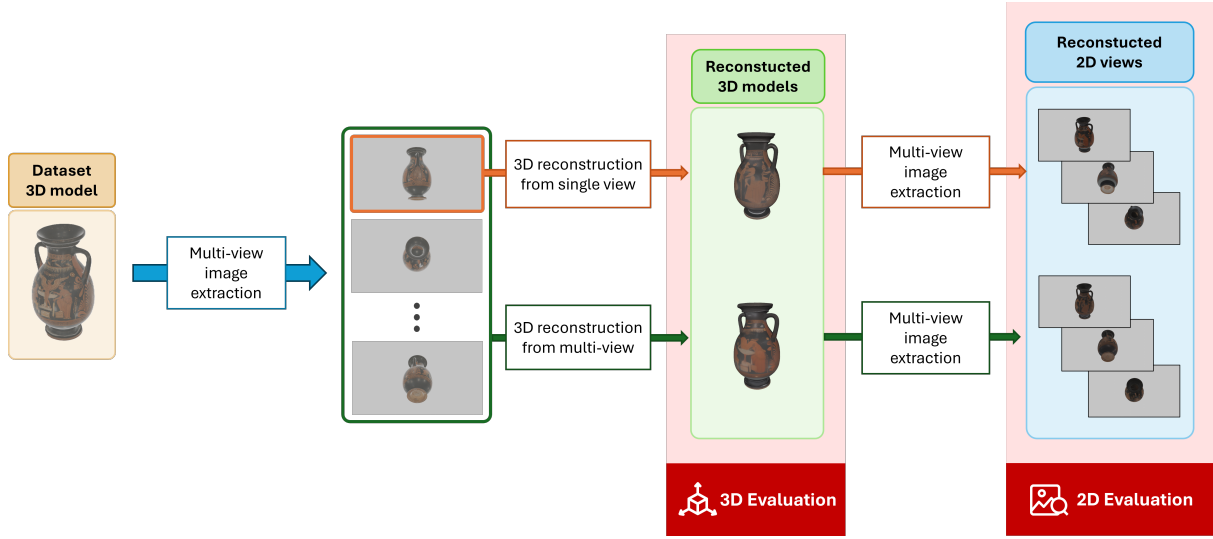 Dataset
3D model
Multi-view
image
extraction
3D reconstruction
from single view
3D reconstruction
from multi-view
Reconstucted
3D models
Multi-view
image
extraction
Multi-view
image
extraction
Reconstucted
2D views
3D Evaluation
2D Evaluation